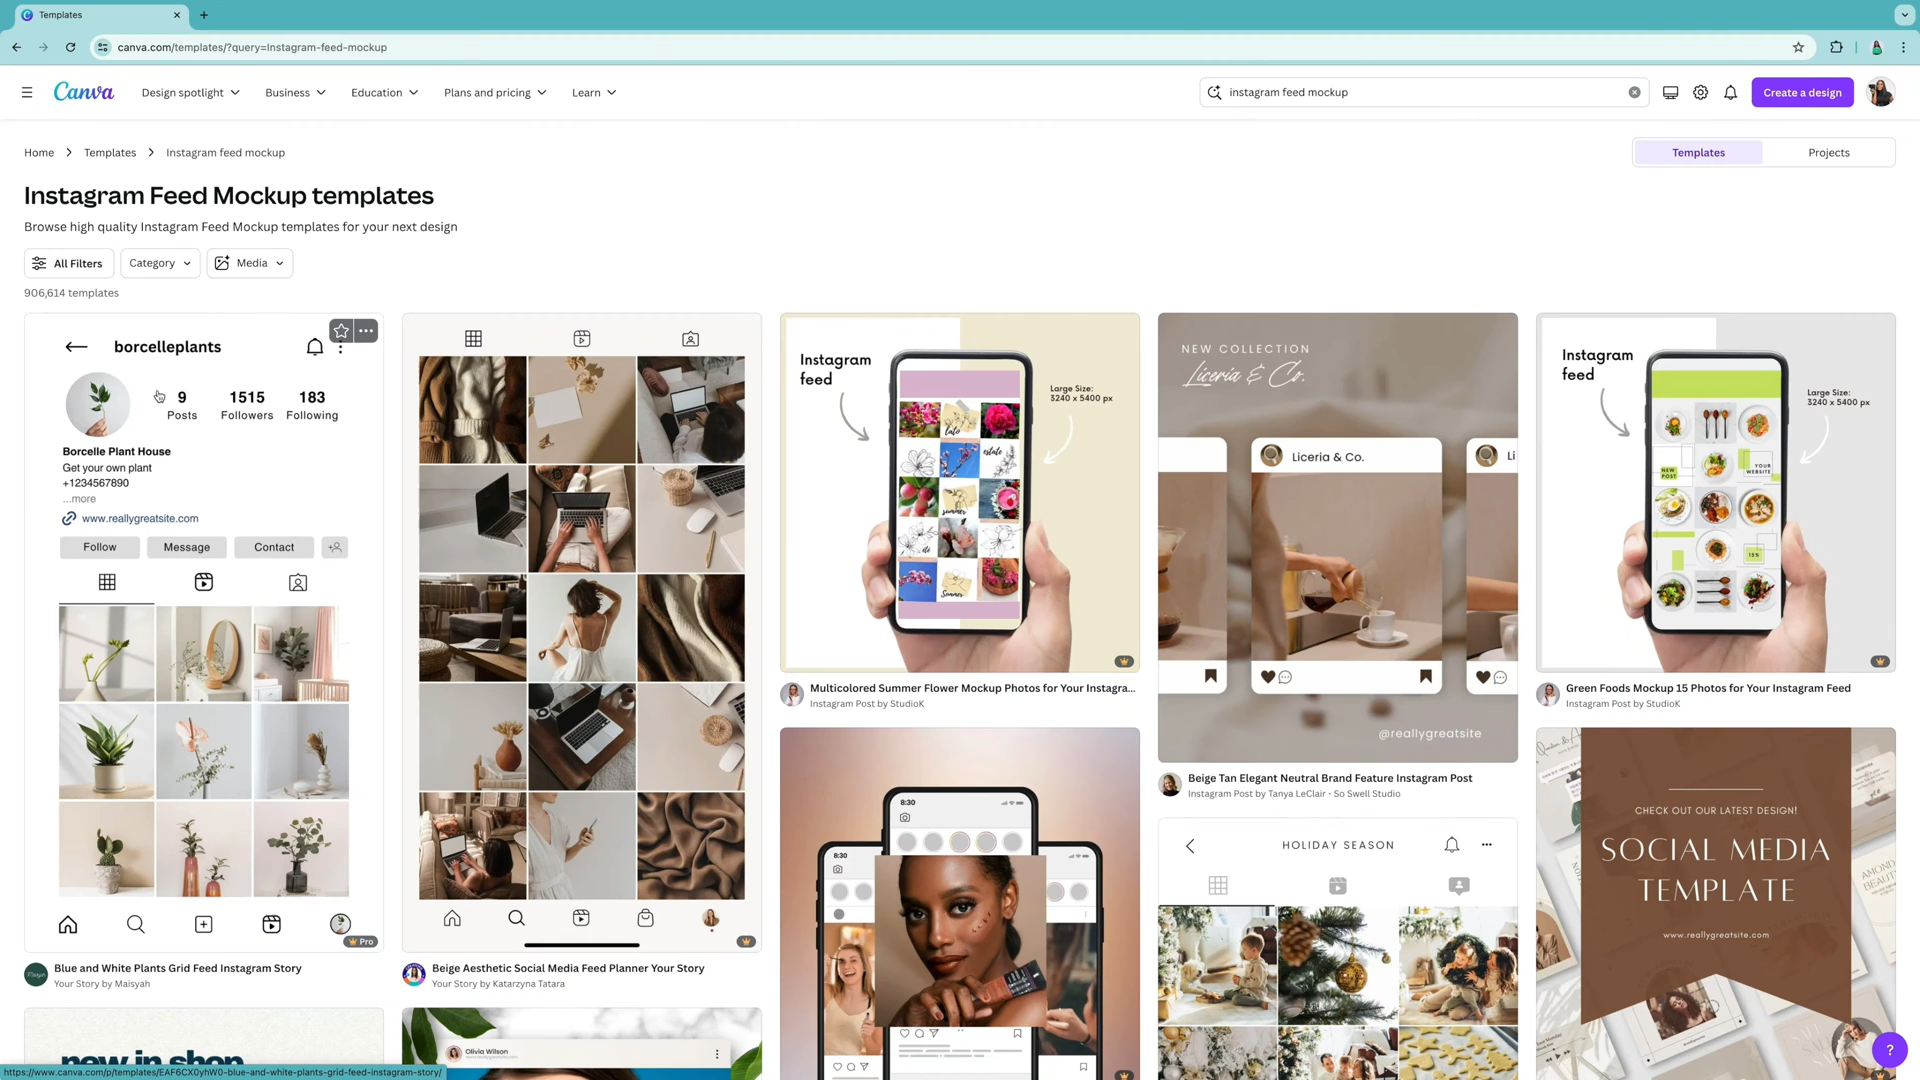 Templates
canva.com/templates/?query=Instagram-feed-mockup
Canva
Design spotlight
Business
Education
Plans and pricing
Learn
instagram feed mockup
Create a design
Home
Templates
Instagram feed mockup
Templates
Projects
Instagram Feed Mockup templates
Browse high quality Instagram Feed Mockup templates for your next design
All Filters
Category
Media
906,614 templates
borcelleplants
9
1515
183
Posts
Followers
Following
Borcelle Plant House
Get your own plant
+1234567890
...more
www.reallygreatsite.com
Follow
Message
Contact
Pro
Blue and White Plants Grid Feed Instagram Story
Your Story by Maisyah
new in shop
Beige Aesthetic Social Media Feed Planner Your Story
Your Story by Katarzyna Tatara
Olivia Wilson
Instagram
feed
Large Size:
3240 x 5400 px
lato
estate
summer
Summer
Multicolored Summer Flower Mockup Photos for Your Instagra...
Instagram Post by StudioK
8:30
8:30
NEW COLLECTION
Liceria & Co.
Liceria & Co.
Li
@reallygreatsite
Beige Tan Elegant Neutral Brand Feature Instagram Post
Instagram Post by Tanya LeClair - So Swell Studio
HOLIDAY SEASON
Instagram
feed
Large Size:
3240 x 5400 px
NEW
POST
YOUR
WEBSITE
15%
Green Foods Mockup 15 Photos for Your Instagram Feed
Instagram Post by StudioK
CHECK OUT OUR LATEST DESIGN!
SOCIAL MEDIA
TEMPLATE
www.reallygreatsite.com
?
https://www.canva.com/p/templates/EAF6CX0yhW0-blue-and-white-plants-grid-feed-instagram-story/